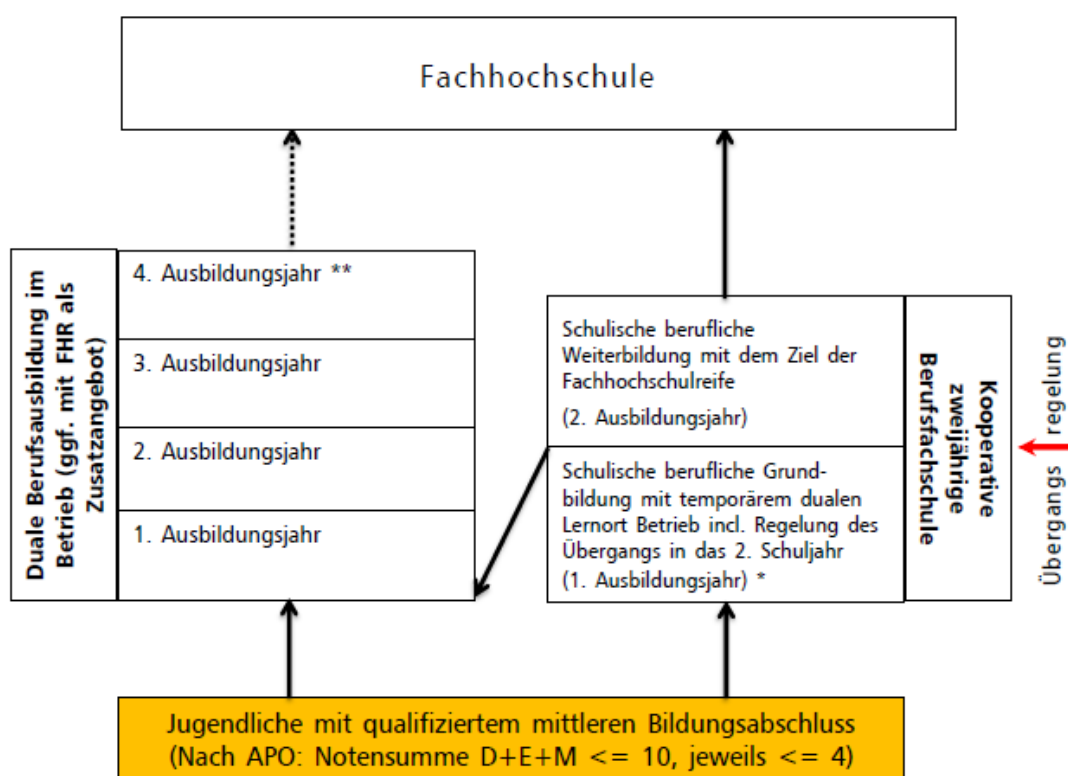 Fachhochschule
Duale Berufsausbildung im
Betrieb (ggf. mit FHR als
Zusatzangebot)
4. Ausbildungsjahr **
3. Ausbildungsjahr
2. Ausbildungsjahr
1. Ausbildungsjahr
Schulische berufliche
Weiterbildung mit dem Ziel der
Fachhochschulreife
(2. Ausbildungsjahr)
Schulische berufliche Grund-
bildung mit temporärem dualen
Lernort Betrieb incl. Regelung des
Übergangs in das 2. Schuljahr
(1. Ausbildungsjahr) *
Kooperative
zweijährige
Berufsfachschule
Übergangs regelung
Jugendliche mit qualifiziertem mittleren Bildungsabschluss
(Nach APO: Notensumme D+E+M <= 10, jeweils <= 4)